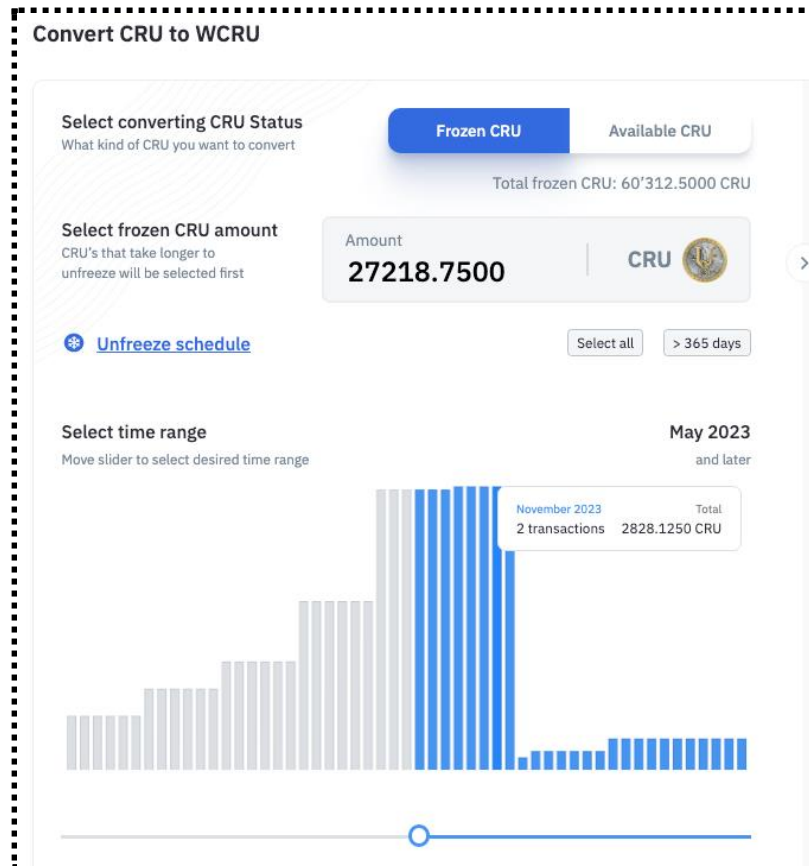 Convert CRU to WCRU
Select converting CRU Status
What kind of CRU you want to convert
Frozen CRU
Available CRU
Total frozen CRU: 60’312.5000 CRU
Select frozen CRU amount
CRU's that take longer to
unfreeze will be selected first
Amount
27218.7500
CRU
Unfreeze schedule
Select all
> 365 days
Select time range
Move slider to select desired time range
May 2023
and later
November 2023 Total
2 transactions 2828.1250 CRU